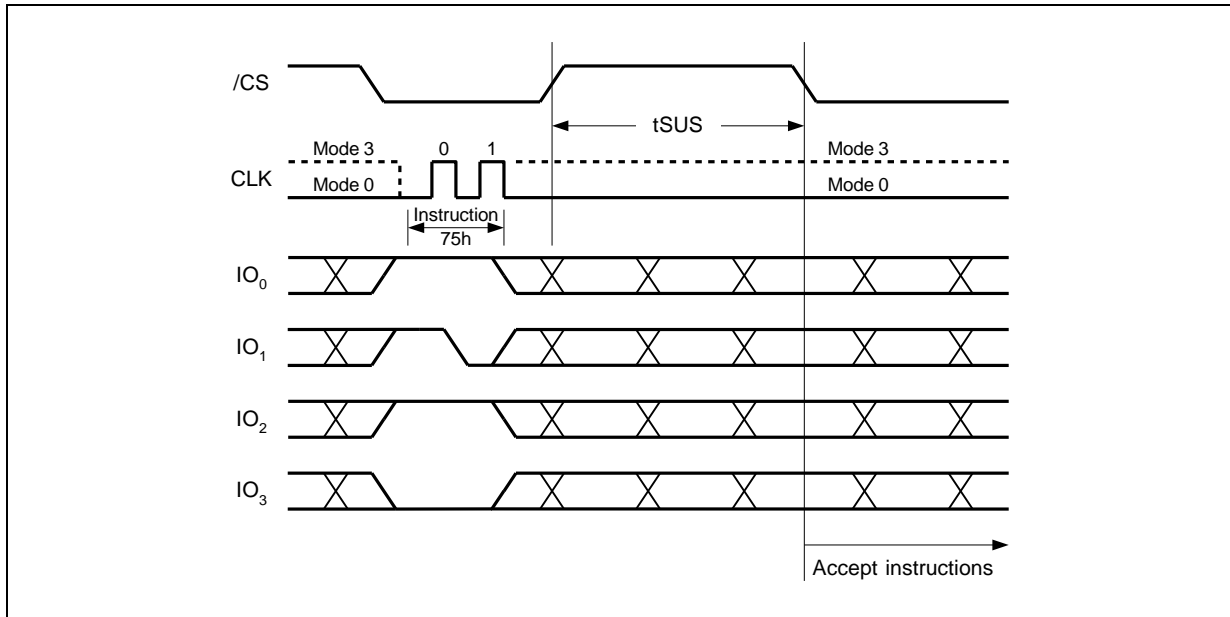 /CS
tSUS
Mode 3 0 1 Mode 3
CLK
Mode 0 Mode 0
Instruction
75h
IO0
IO1
IO2
IO3
Accept instructions